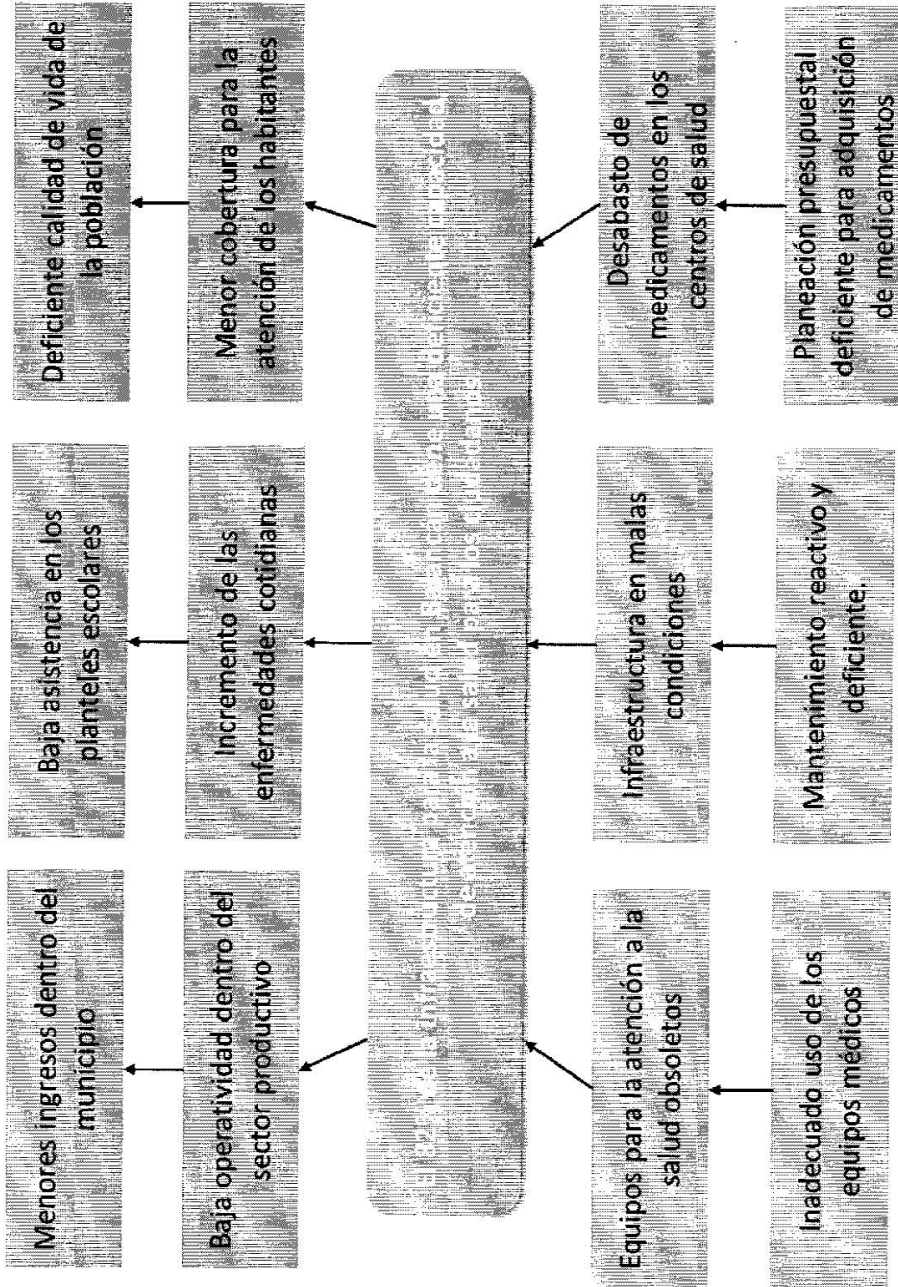 Menores ingresos dentro del
municipio
Baja asistencia en los
planteles escolares
Deficiente calidad de vida de
la población
Baja operatividad dentro del
sector productivo
Incremento de las
enfermedades cotidianas
Menor cobertura para la
atención de los habitantes
Equipos para la atención a la
salud obsoletos
Infraestructura en malas
condiciones
Desabasto de
medicamentos en los
centros de salud
Inadecuado uso de los
equipos médicos
Mantenimiento reactivo y
deficiente.
Planeación presupuestal
deficiente para adquisición
de medicamentos